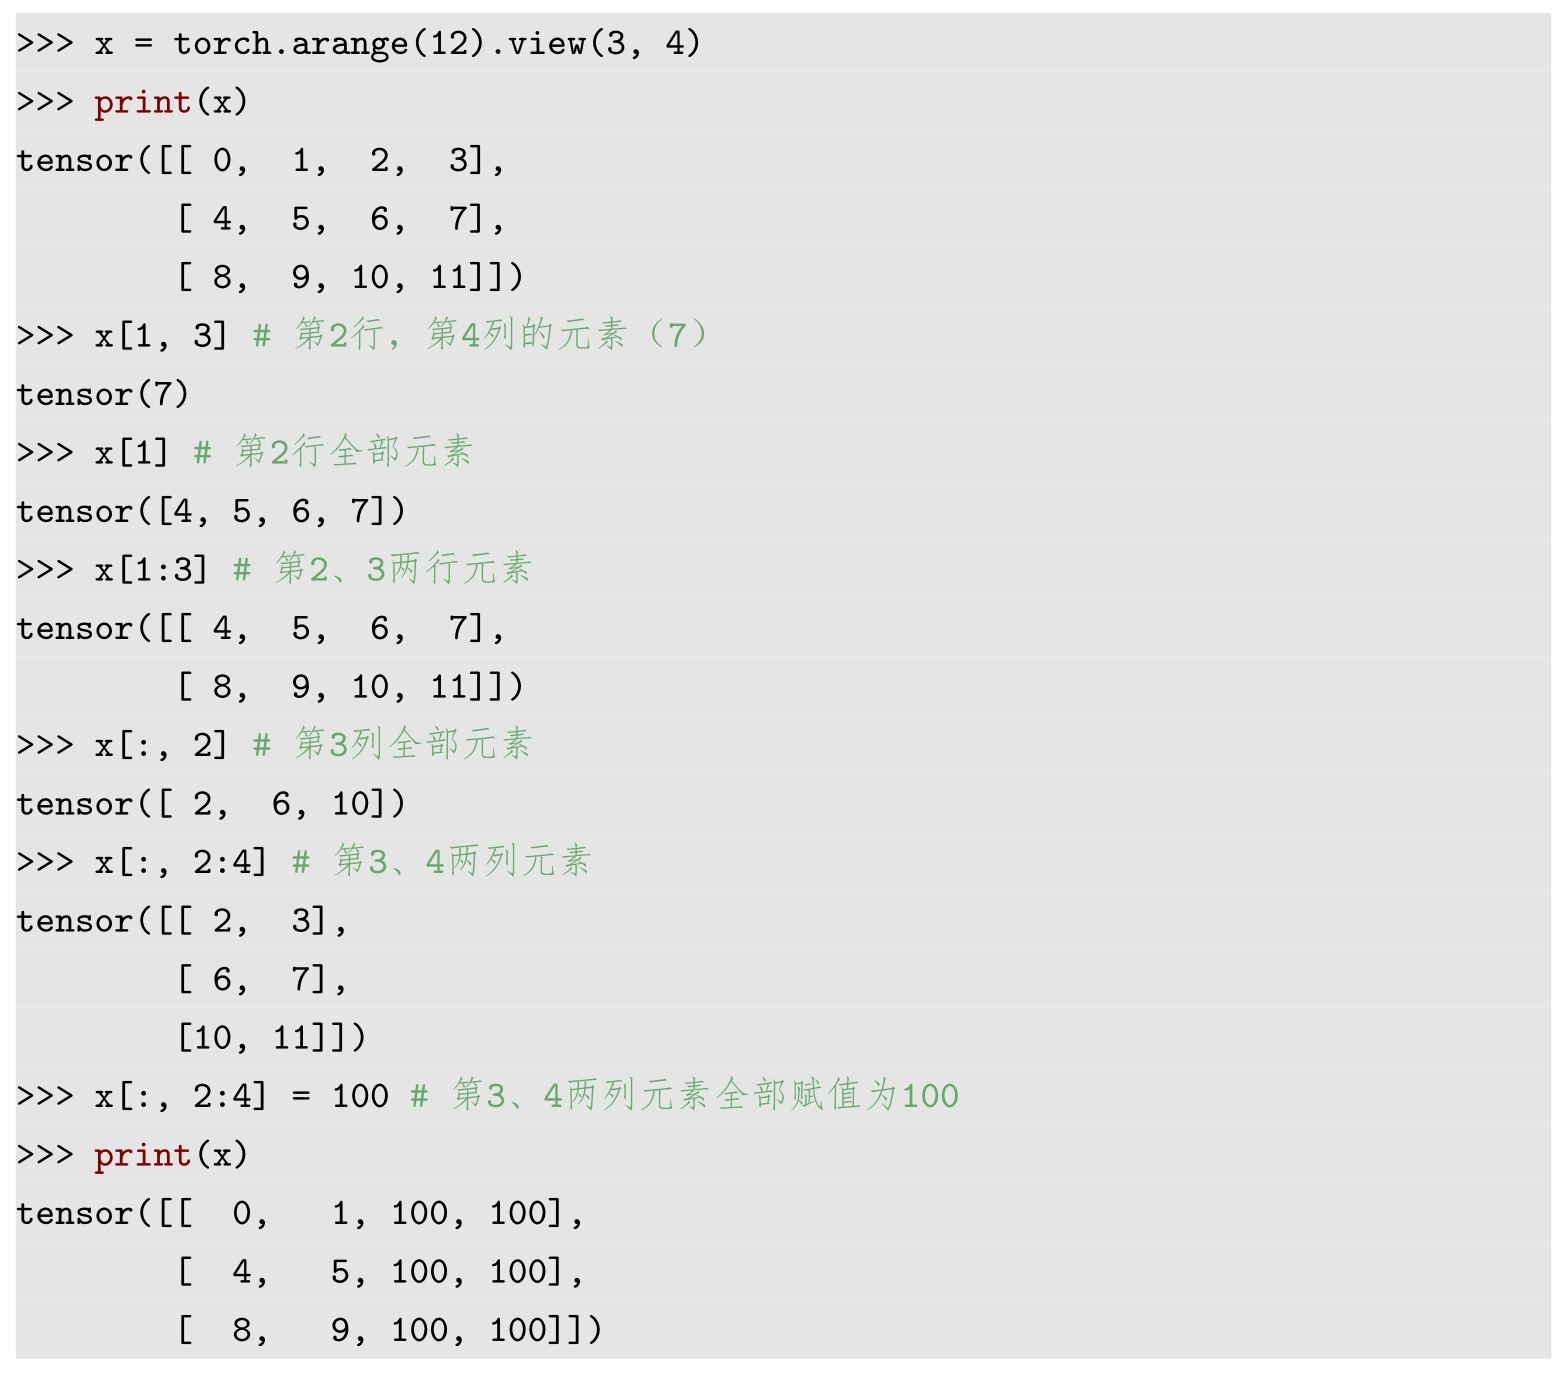 >>> x = torch.arange(12).view(3, 4)
>>> print(x)
tensor([[ 0,  1,  2,  3],
        [ 4,  5,  6,  7],
        [ 8,  9, 10, 11]])
>>> x[1, 3] # 第2行，第4列的元素（7）
tensor(7)
>>> x[1] # 第2行全部元素
tensor([4, 5, 6, 7])
>>> x[1:3] # 第2、3两行元素
tensor([[ 4,  5,  6,  7],
        [ 8,  9, 10, 11]])
>>> x[:, 2] # 第3列全部元素
tensor([ 2,  6, 10])
>>> x[:, 2:4] # 第3、4两列元素
tensor([[ 2,  3],
        [ 6,  7],
        [10, 11]])
>>> x[:, 2:4] = 100 # 第3、4两列元素全部赋值为100
>>> print(x)
tensor([[  0,   1, 100, 100],
        [  4,   5, 100, 100],
        [  8,   9, 100, 100]])